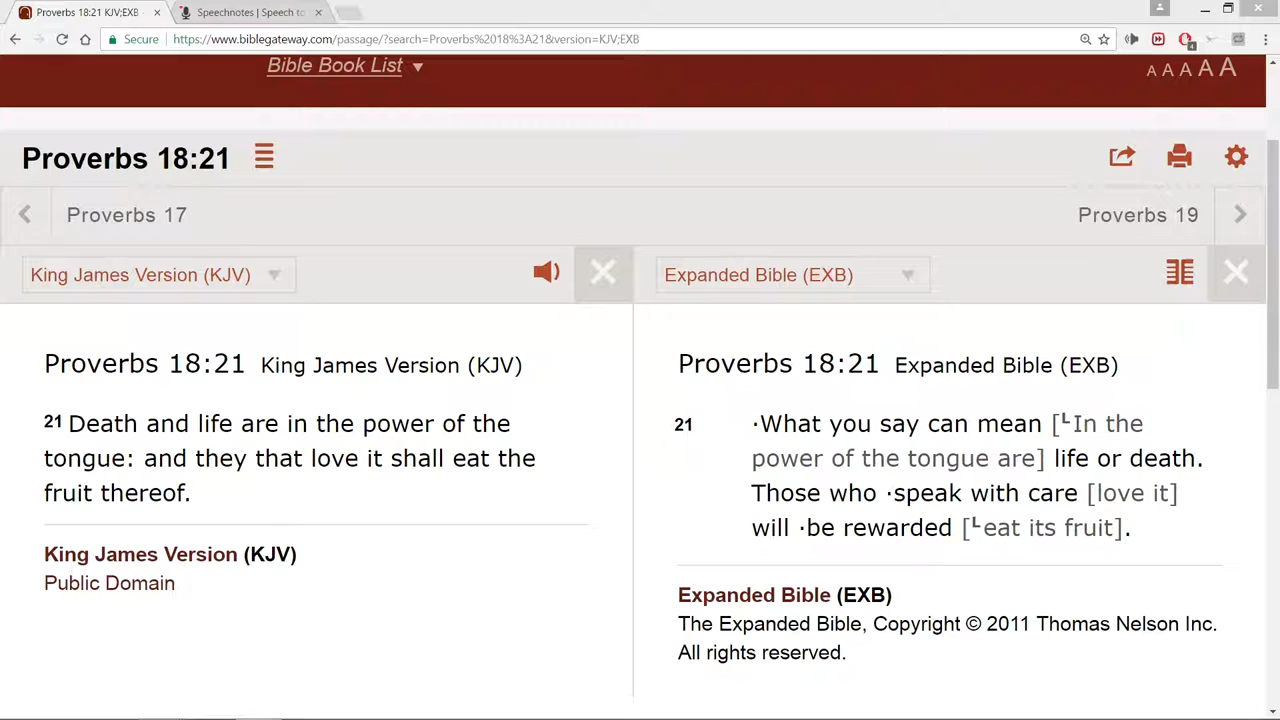 Proverbs 18:21 KJV;EXB
Speechnotes | Speech to
Secure
https://www.biblegateway.com/passage/?search=Proverbs%2018%3A21&version=KJV;EXB
4
Bible Book List
A A A A A
Proverbs 18:21
Proverbs 17
Proverbs 19
King James Version (KJV)
Expanded Bible (EXB)
Proverbs 18:21 King James Version (KJV)
21 Death and life are in the power of the
tongue: and they that love it shall eat the
fruit thereof.
King James Version (KJV)
Public Domain
Proverbs 18:21 Expanded Bible (EXB)
21 ·What you say can mean [ᴸIn the
power of the tongue are] life or death.
Those who ·speak with care [love it]
will ·be rewarded [ᴸeat its fruit].
Expanded Bible (EXB)
The Expanded Bible, Copyright © 2011 Thomas Nelson Inc.
All rights reserved.